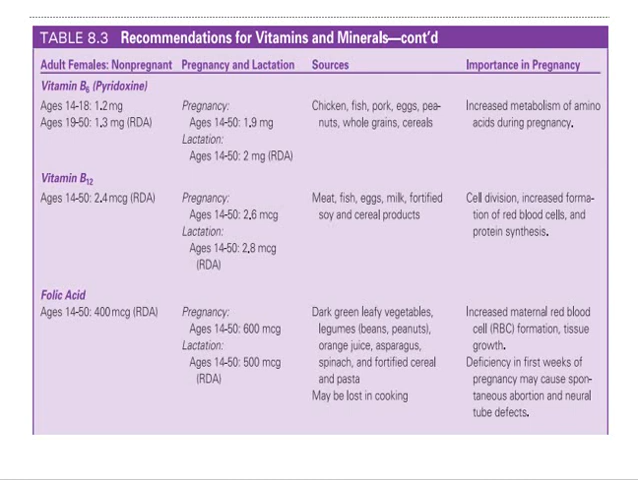 TABLE 8.3 Recommendations for Vitamins and Minerals—cont'd
Adult Females: Nonpregnant Pregnancy and Lactation Sources Importance in Pregnancy
Vitamin B6 (Pyridoxine)
Ages 14-18: 1.2 mg Pregnancy: Chicken, fish, pork, eggs, pea- Increased metabolism of amino
Ages 19-50: 1.3 mg (RDA) Ages 14-50: 1.9 mg nuts, whole grains, cereals acids during pregnancy.
Lactation:
Ages 14-50: 2 mg (RDA)
Vitamin B12
Ages 14-50: 2.4 mcg (RDA) Pregnancy: Meat, fish, eggs, milk, fortified Cell division, increased forma-
Ages 14-50: 2.6 mcg soy and cereal products tion of red blood cells, and
Lactation: protein synthesis.
Ages 14-50: 2.8 mcg
(RDA)
Folic Acid
Ages 14-50: 400 mcg (RDA) Pregnancy: Dark green leafy vegetables, Increased maternal red blood
Ages 14-50: 600 mcg legumes (beans, peanuts), cell (RBC) formation, tissue
Lactation: orange juice, asparagus, growth.
Ages 14-50: 500 mcg spinach, and fortified cereal Deficiency in first weeks of
(RDA) and pasta pregnancy may cause spon-
May be lost in cooking taneous abortion and neural
tube defects.